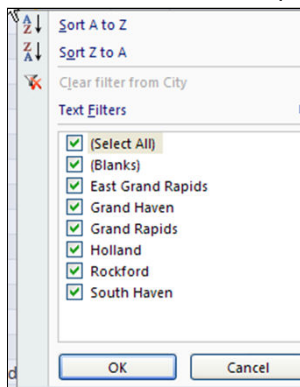 Sort A to Z
Sort Z to A
Clear filter from City
Text Filters
(Select All)
(Blanks)
East Grand Rapids
Grand Haven
Grand Rapids
Holland
Rockford
South Haven
OK
Cancel